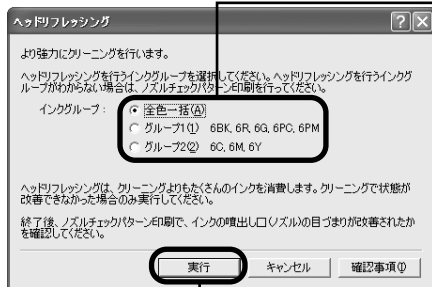 ヘッドリフレッシング
より強力にクリーニングを行います。
ヘッドリフレッシングを行うインクグループを選択してください。ヘッドリフレッシングを行うインクグ
ループがわからない場合は、ノズルチェックパターン印刷を行ってください。
インクグループ：
全色一括(A)
グループ1(1) 6BK, 6R, 6G, 6PC, 6PM
グループ2(2) 6C, 6M, 6Y
ヘッドリフレッシングは、クリーニングよりもたくさんのインクを消費します。クリーニングで状態が
改善できなかった場合のみ実行してください。
終了後、ノズルチェックパターン印刷で、インクの噴出し口(ノズル)の目づまりが改善されたか
を確認してください。
実行 キャンセル 確認事項(I)